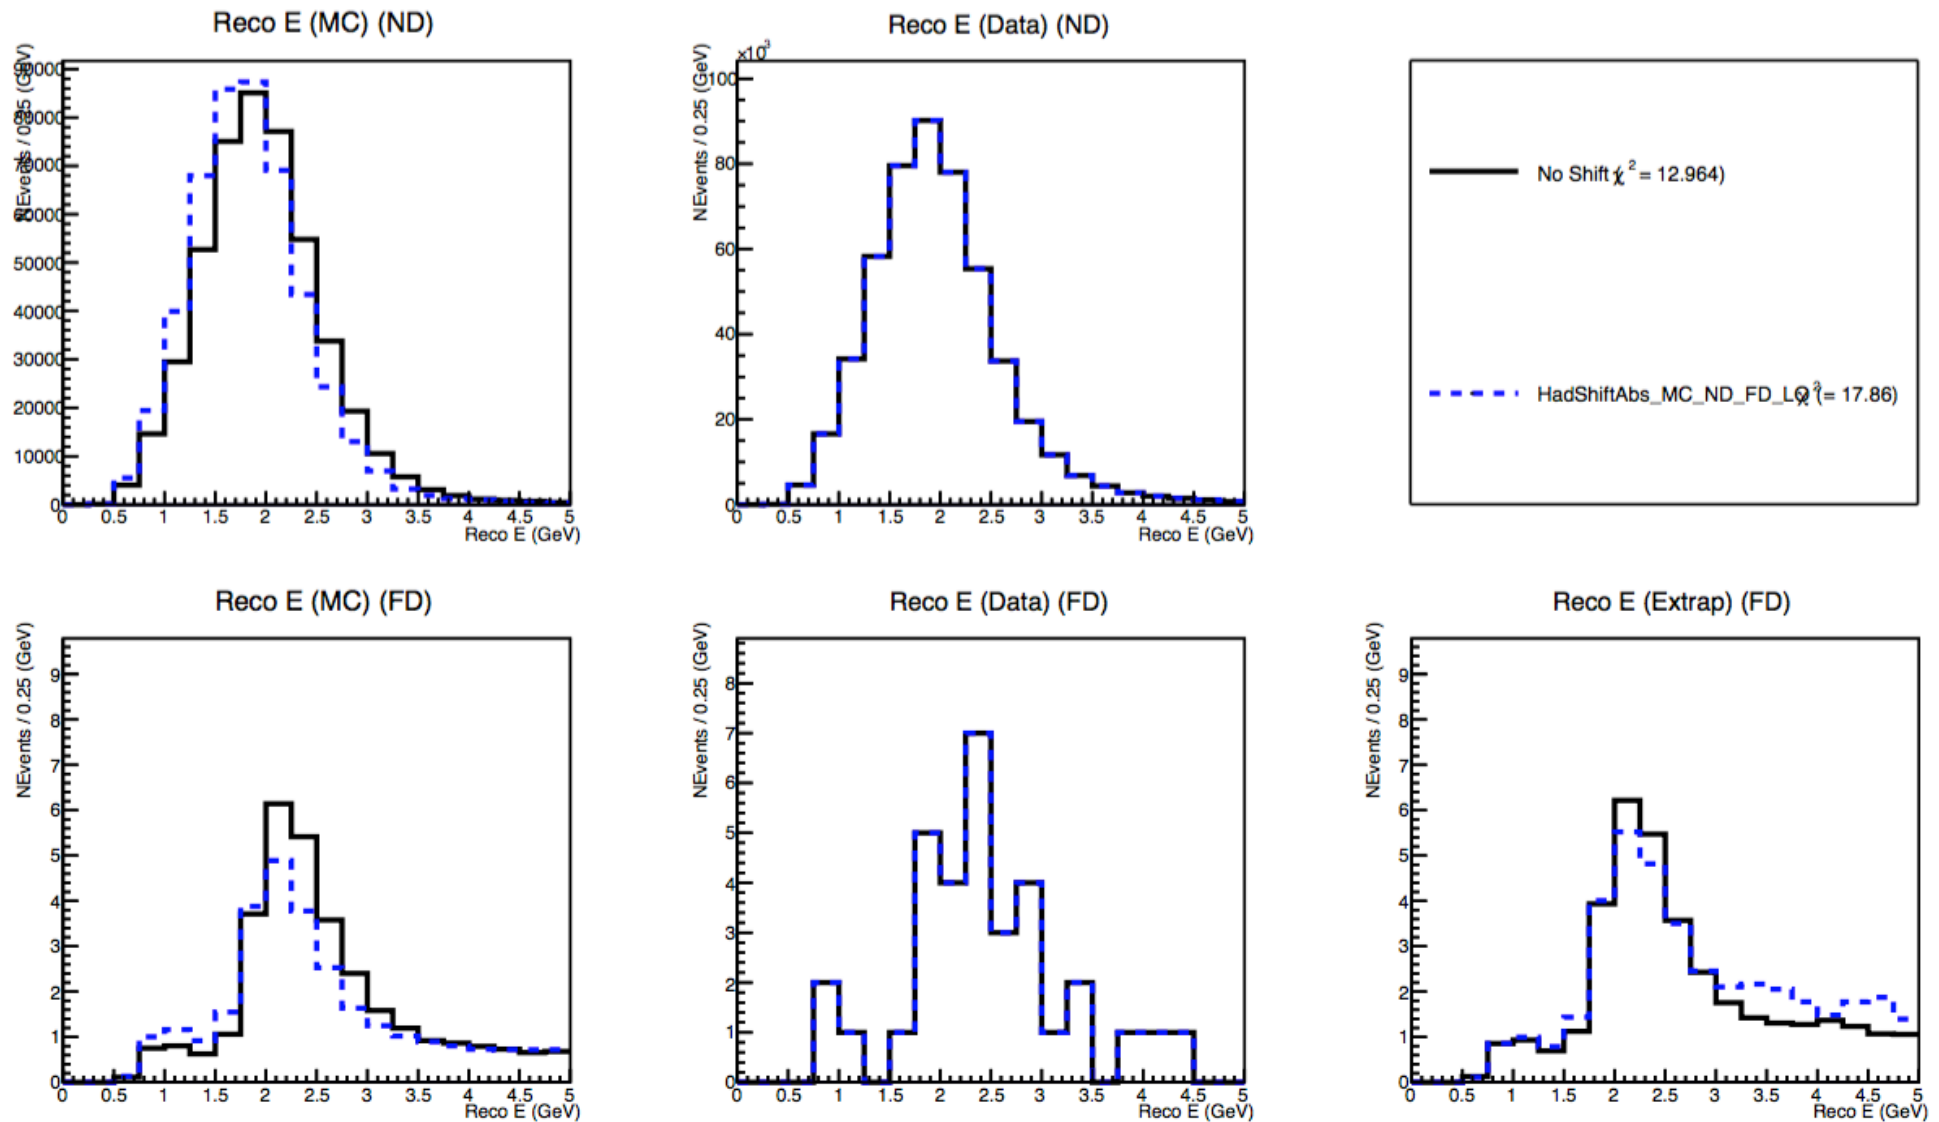 Reco E (MC) (ND)
NEvents / 0.25 (GeV)
90000
80000
70000
60000
50000
40000
30000
20000
10000
0
0 0.5 1 1.5 2 2.5 3 3.5 4 4.5 5
Reco E (GeV)
Reco E (Data) (ND)
×10³
NEvents / 0.25 (GeV)
100
80
60
40
20
0
0 0.5 1 1.5 2 2.5 3 3.5 4 4.5 5
Reco E (GeV)
No Shift (χ² = 12.964)
HadShiftAbs_MC_ND_FD_LO (χ² = 17.86)
Reco E (MC) (FD)
NEvents / 0.25 (GeV)
9
8
7
6
5
4
3
2
1
0
0 0.5 1 1.5 2 2.5 3 3.5 4 4.5 5
Reco E (GeV)
Reco E (Data) (FD)
NEvents / 0.25 (GeV)
8
7
6
5
4
3
2
1
0
0 0.5 1 1.5 2 2.5 3 3.5 4 4.5 5
Reco E (GeV)
Reco E (Extrap) (FD)
NEvents / 0.25 (GeV)
9
8
7
6
5
4
3
2
1
0
0 0.5 1 1.5 2 2.5 3 3.5 4 4.5 5
Reco E (GeV)